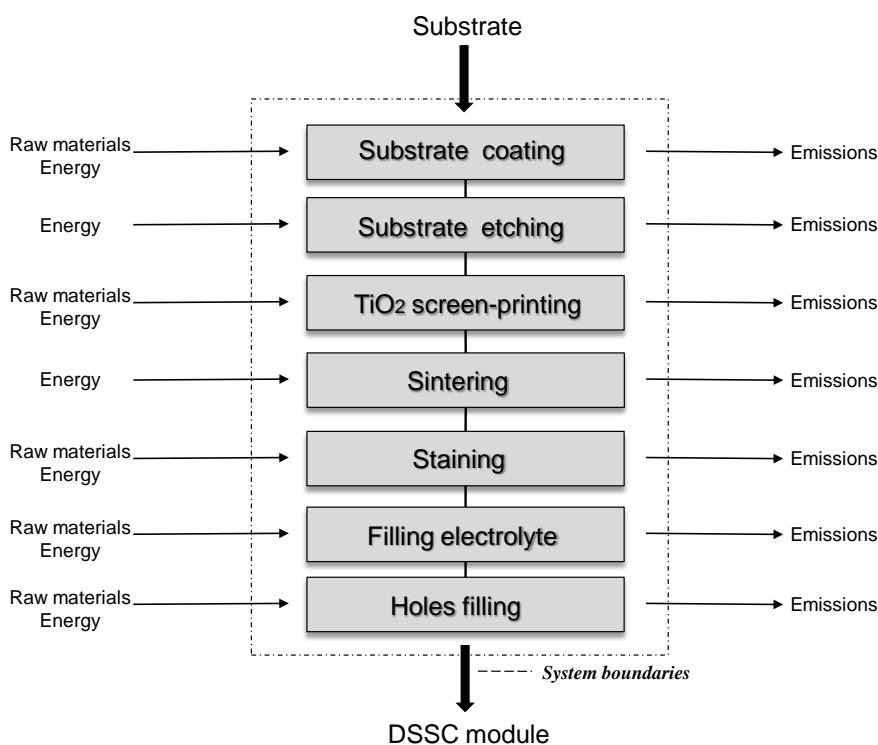 Substrate
Raw materials
Energy
Substrate coating
Emissions
Energy
Substrate etching
Emissions
Raw materials
Energy
TiO2 screen-printing
Emissions
Energy
Sintering
Emissions
Raw materials
Energy
Staining
Emissions
Raw materials
Energy
Filling electrolyte
Emissions
Raw materials
Energy
Holes filling
Emissions
System boundaries
DSSC module